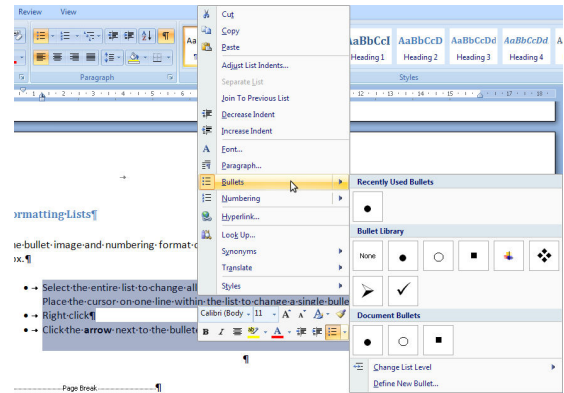 Review View
Paragraph
Styles
AaBbCcI AaBbCcD AaBbCcDd AaBbCcDd
Heading 1 Heading 2 Heading 3 Heading 4
Cut
Copy
Paste
Adjust List Indents...
Separate List
Join To Previous List
Decrease Indent
Increase Indent
Font...
Paragraph...
Bullets
Numbering
Hyperlink...
Look Up...
Synonyms
Translate
Styles
Calibri (Body 11
B I
Recently Used Bullets
Bullet Library
None
Document Bullets
Change List Level
Define New Bullet...
rmatting·Lists¶
bullet·image·and·numbering·format·
x.¶
Select·the·entire·list·to·change·all
Place·the·cursor·on·one·line·within·the·list·to·change·a·single·bulle
Right·click¶
Click·the·arrow·next·to·the·bullet
Page Break